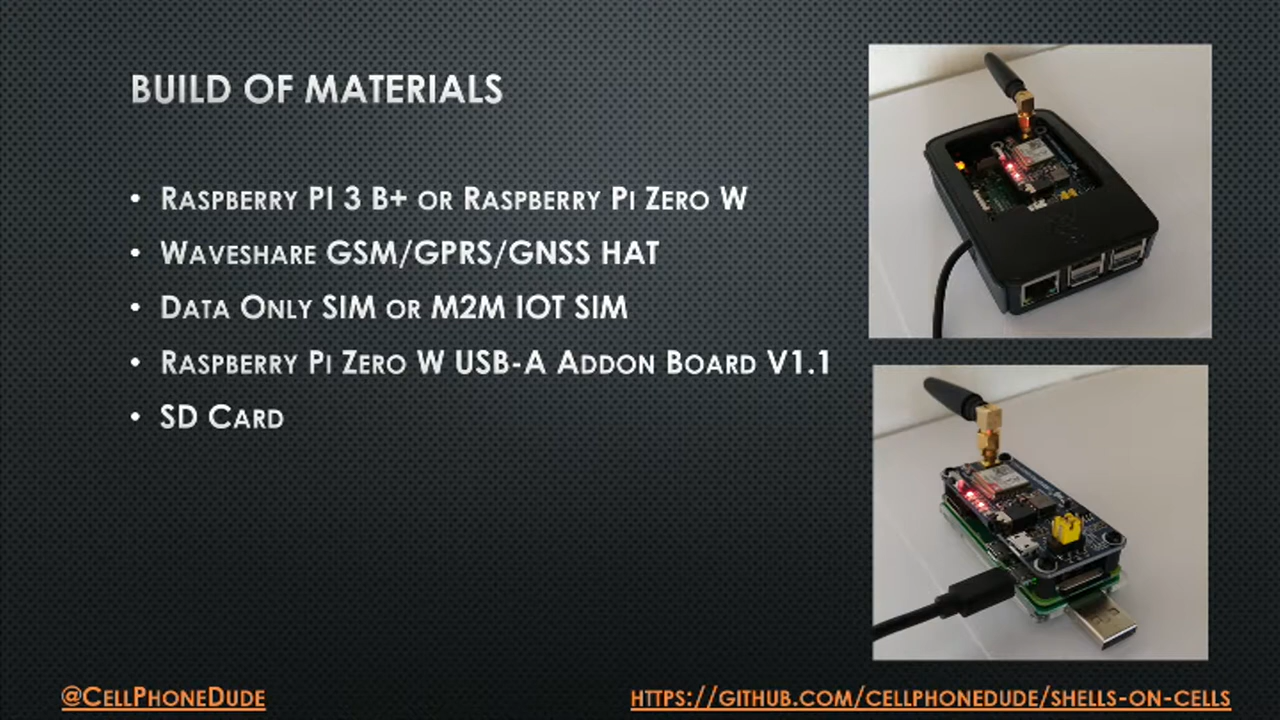 BUILD OF MATERIALS
• RASPBERRY PI 3 B+ OR RASPBERRY PI ZERO W
• WAVESHARE GSM/GPRS/GNSS HAT
• DATA ONLY SIM OR M2M IOT SIM
• RASPBERRY PI ZERO W USB-A ADDON BOARD V1.1
• SD CARD
@CELLPHONEDUDE
HTTPS://GITHUB.COM/CELLPHONEDUDE/SHELLS-ON-CELLS